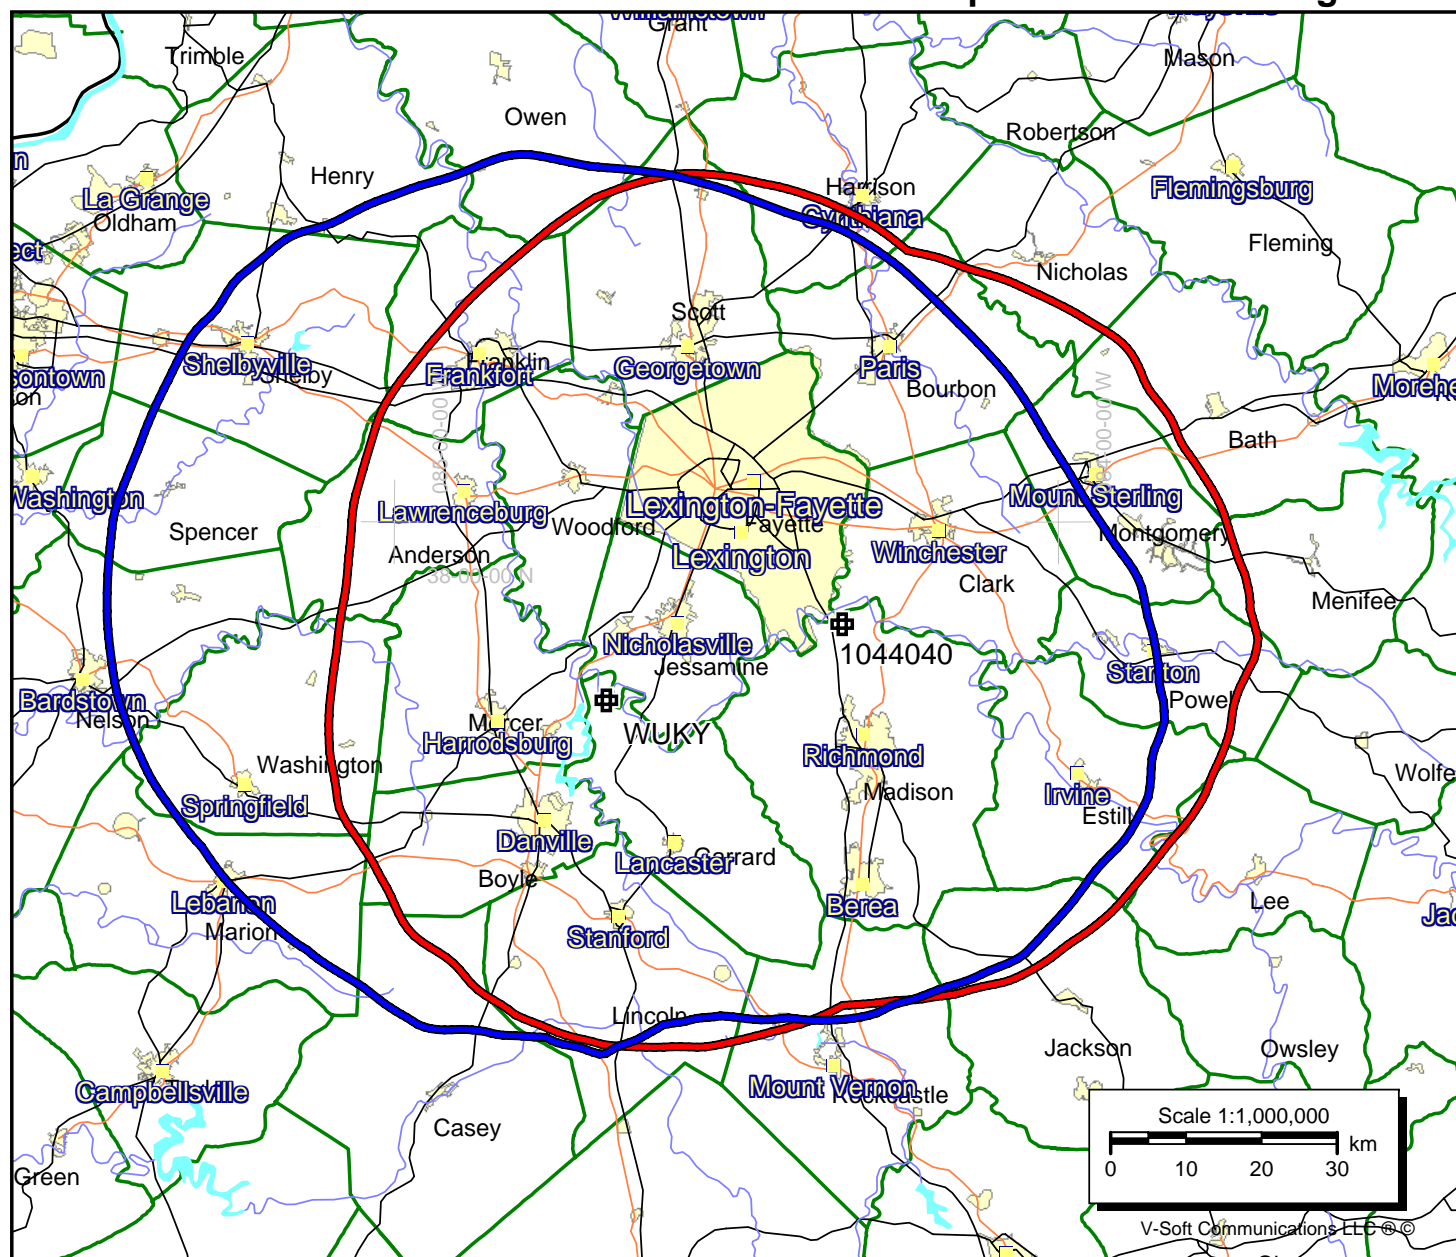 Grant
Trimble
Mason
Owen
Robertson
Henry
Harrison
Cynthiana
La Grange
Oldham
Flemingsburg
Fleming
Nicholas
Scott
Shelbyville
Shelby
Franklin
Frankfort
Georgetown
Paris
Bourbon
Bath
Washington
Lawrenceburg
Lexington-Fayette
Mount Sterling
Spencer
Woodford
Fayette
Montgomery
Anderson
Lexington
Winchester
38-00-00 N
Clark
Menifee
Nicholasville
Jessamine
1044040
Stanton
Bardstown
Nelson
Powell
Mercer
Harrodsburg
WUKY
Richmond
Washington
Springfield
Madison
Irvine
Estill
Wolfe
Danville
Lancaster
Garrard
Boyle
Lebanon
Marion
Berea
Lee
Stanford
Lincoln
Jackson
Owsley
Campbellsville
Mount Vernon
Rockcastle
Casey
Green
Scale 1:1,000,000
km
0 10 20 30
V-Soft Communications LLC ® ©